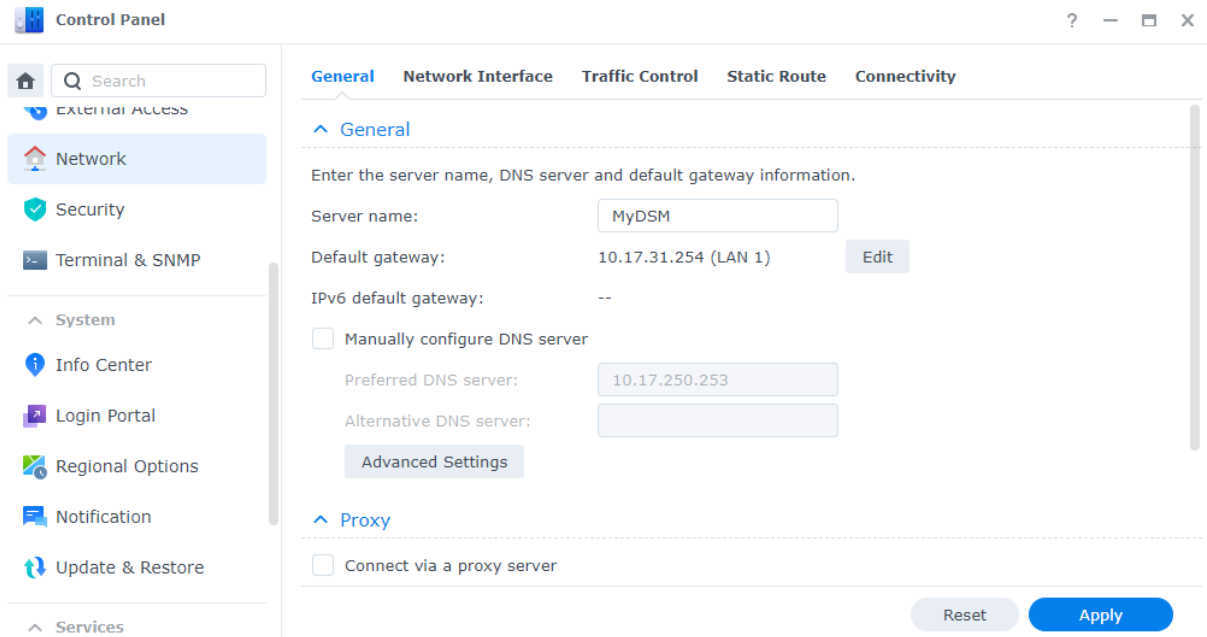 Control Panel
?
Search
External Access
Network
Security
Terminal & SNMP
System
Info Center
Login Portal
Regional Options
Notification
Update & Restore
Services
General Network Interface Traffic Control Static Route Connectivity
General
Enter the server name, DNS server and default gateway information.
Server name: MyDSM
Default gateway: 10.17.31.254 (LAN 1) Edit
IPv6 default gateway: --
Manually configure DNS server
Preferred DNS server: 10.17.250.253
Alternative DNS server:
Advanced Settings
Proxy
Connect via a proxy server
Reset Apply